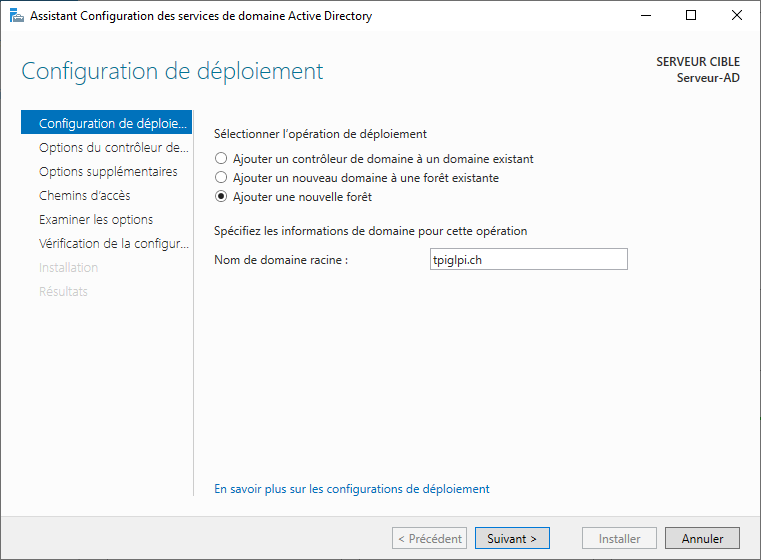 Assistant Configuration des services de domaine Active Directory
Configuration de déploiement
SERVEUR CIBLE
Serveur-AD
Configuration de déploie...
Options du contrôleur de...
Options supplémentaires
Chemins d'accès
Examiner les options
Vérification de la configur...
Installation
Résultats
Sélectionner l'opération de déploiement
Ajouter un contrôleur de domaine à un domaine existant
Ajouter un nouveau domaine à une forêt existante
Ajouter une nouvelle forêt
Spécifiez les informations de domaine pour cette opération
Nom de domaine racine : tpiglpi.ch
En savoir plus sur les configurations de déploiement
< Précédent Suivant > Installer Annuler